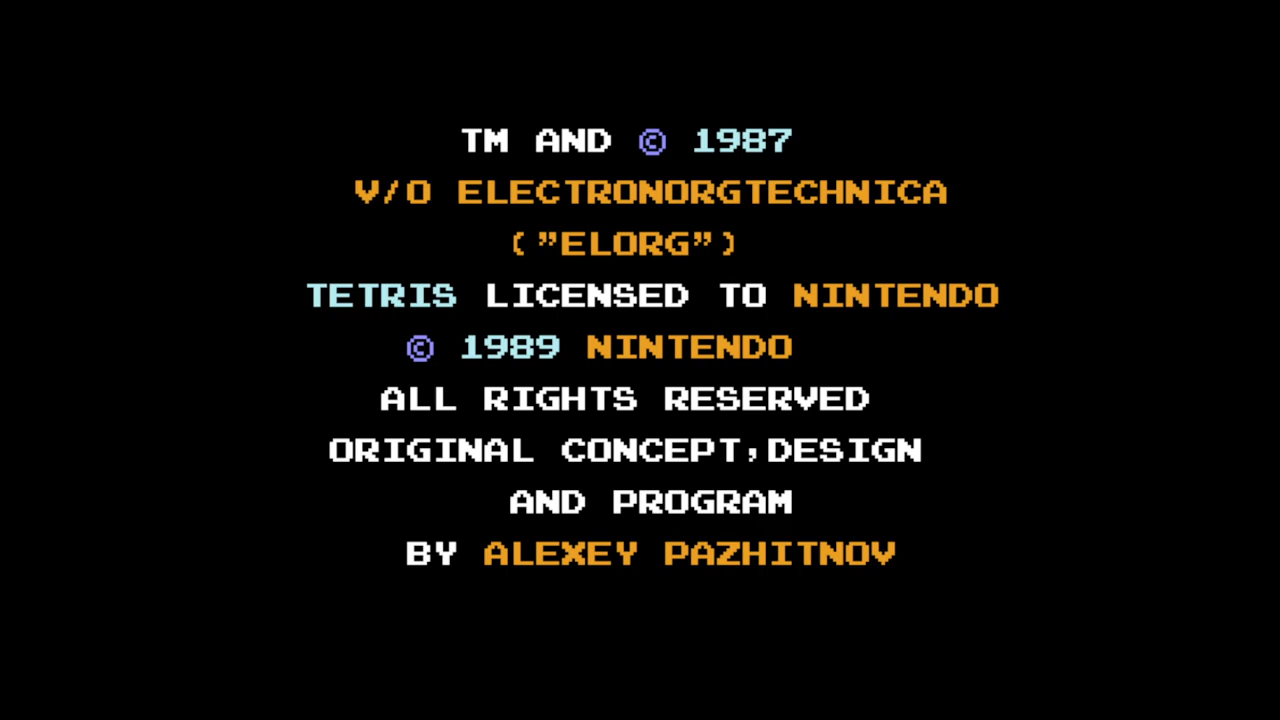 TM AND © 1987
V/O ELECTRONORGTECHNICA
("ELORG")
TETRIS LICENSED TO NINTENDO
© 1989 NINTENDO
ALL RIGHTS RESERVED
ORIGINAL CONCEPT,DESIGN
AND PROGRAM
BY ALEXEY PAZHITNOV